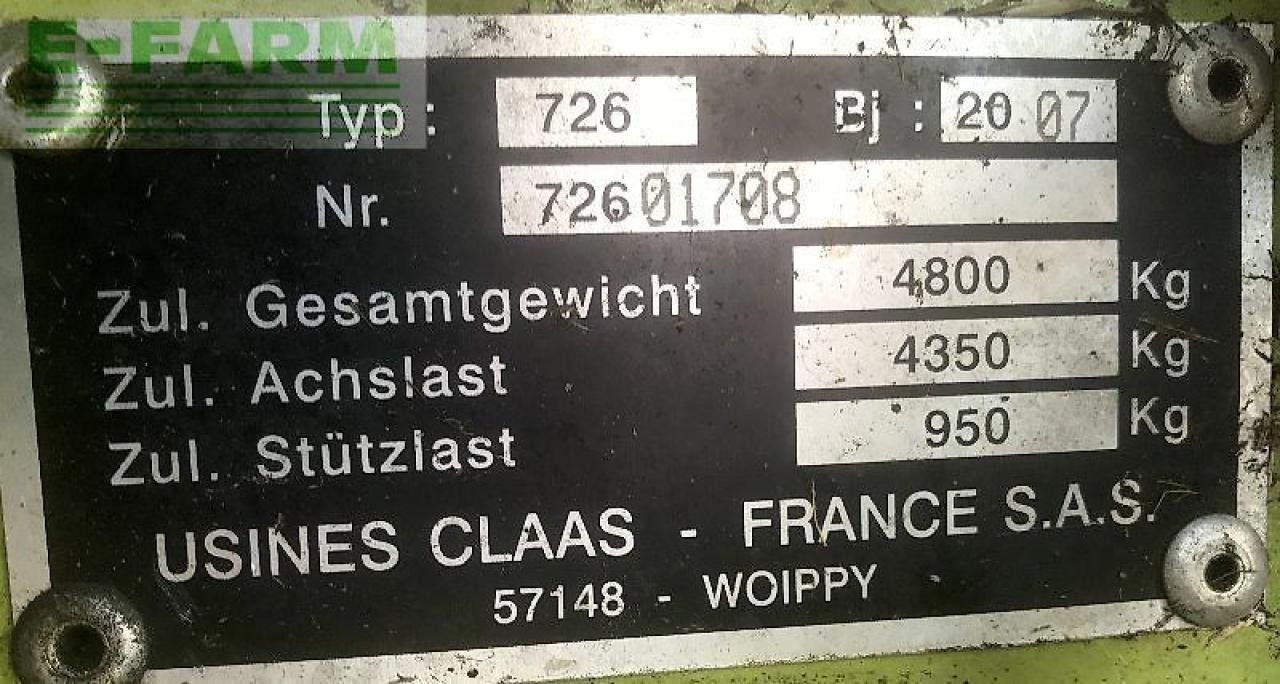 E-FARM
Typ: 726 Bj: 20 07
Nr. 72601708
Zul. Gesamtgewicht 4800 Kg
Zul. Achslast 4350 Kg
Zul. Stützlast 950 Kg
USINES CLAAS - FRANCE S.A.S.
57148 - WOIPPY